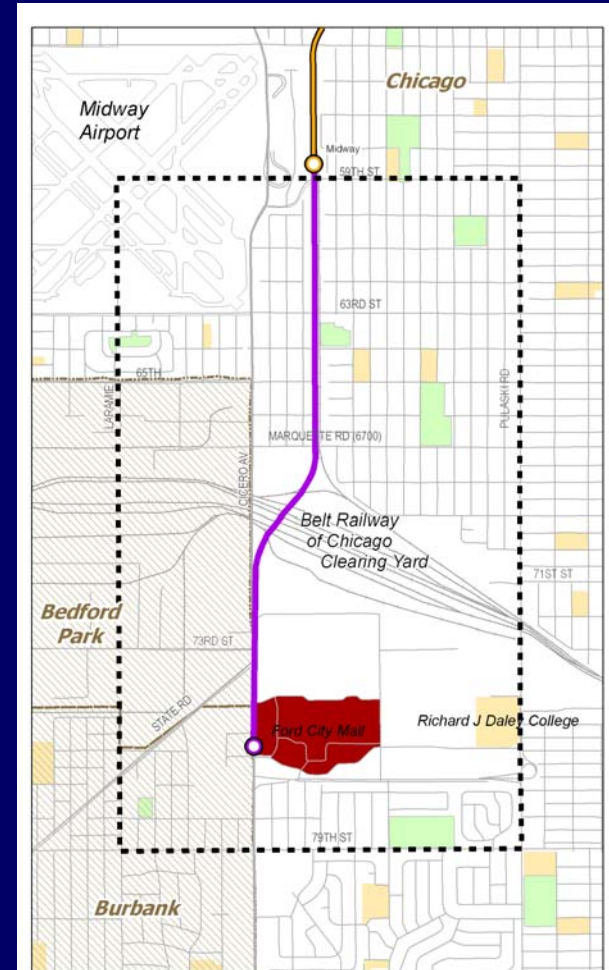 Chicago
Midway
Airport
Midway
59TH ST
63RD ST
65TH
LARAMIE
PULASKI RD
MARQUETTE RD (6700)
CICERO AV
Belt Railway
of Chicago
Clearing Yard
71ST ST
Bedford
Park
73RD ST
STATE RD
Ford City Mall
Richard J Daley College
79TH ST
Burbank